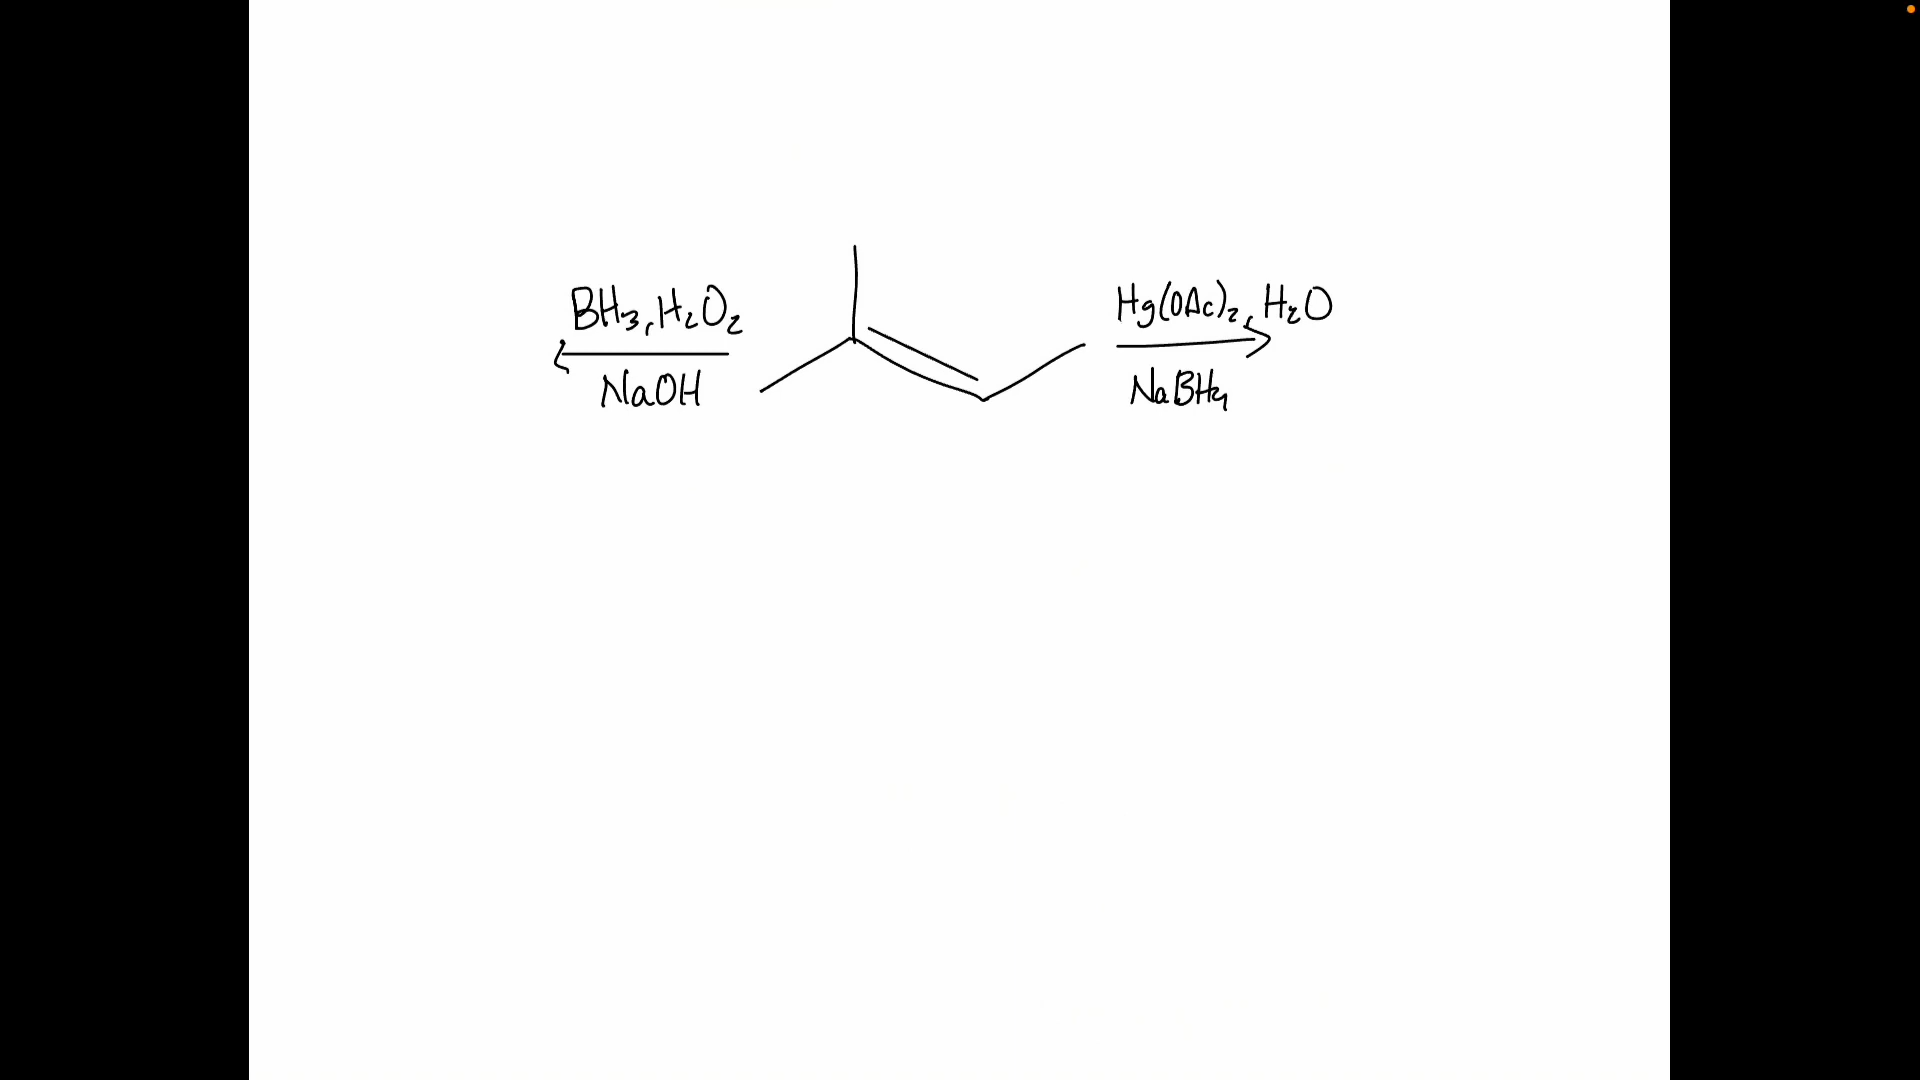 BH₃, H₂O₂
NaOH
Hg(OAc)₂, H₂O
NaBH₄